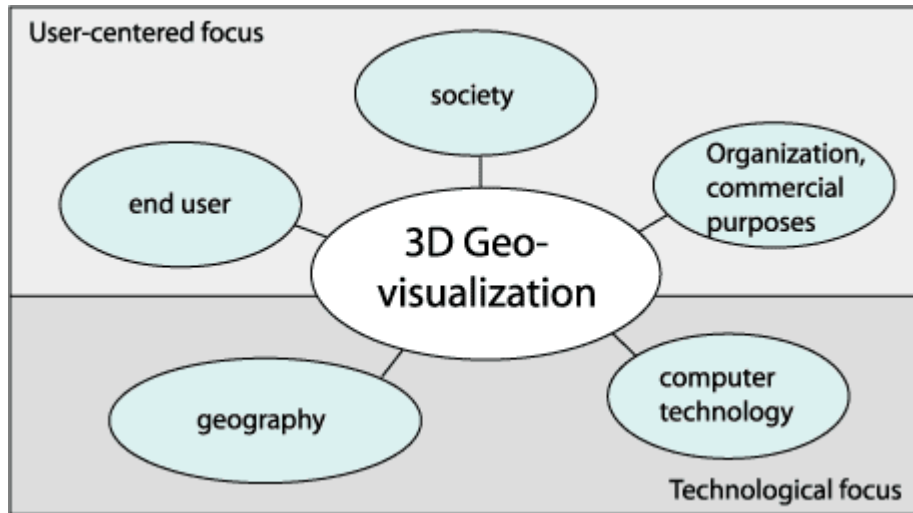 User-centered focus
society
Organization,
commercial
purposes
end user
3D Geo-
visualization
geography
computer
technology
Technological focus